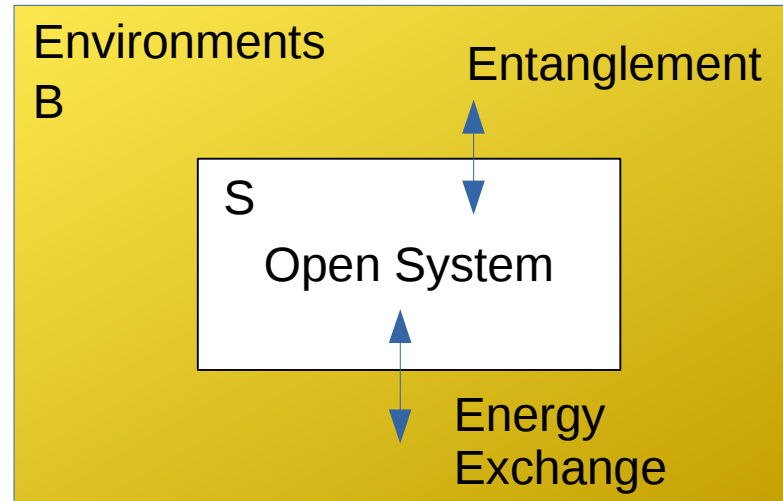 Environments
B
Entanglement
S
Open System
Energy
Exchange